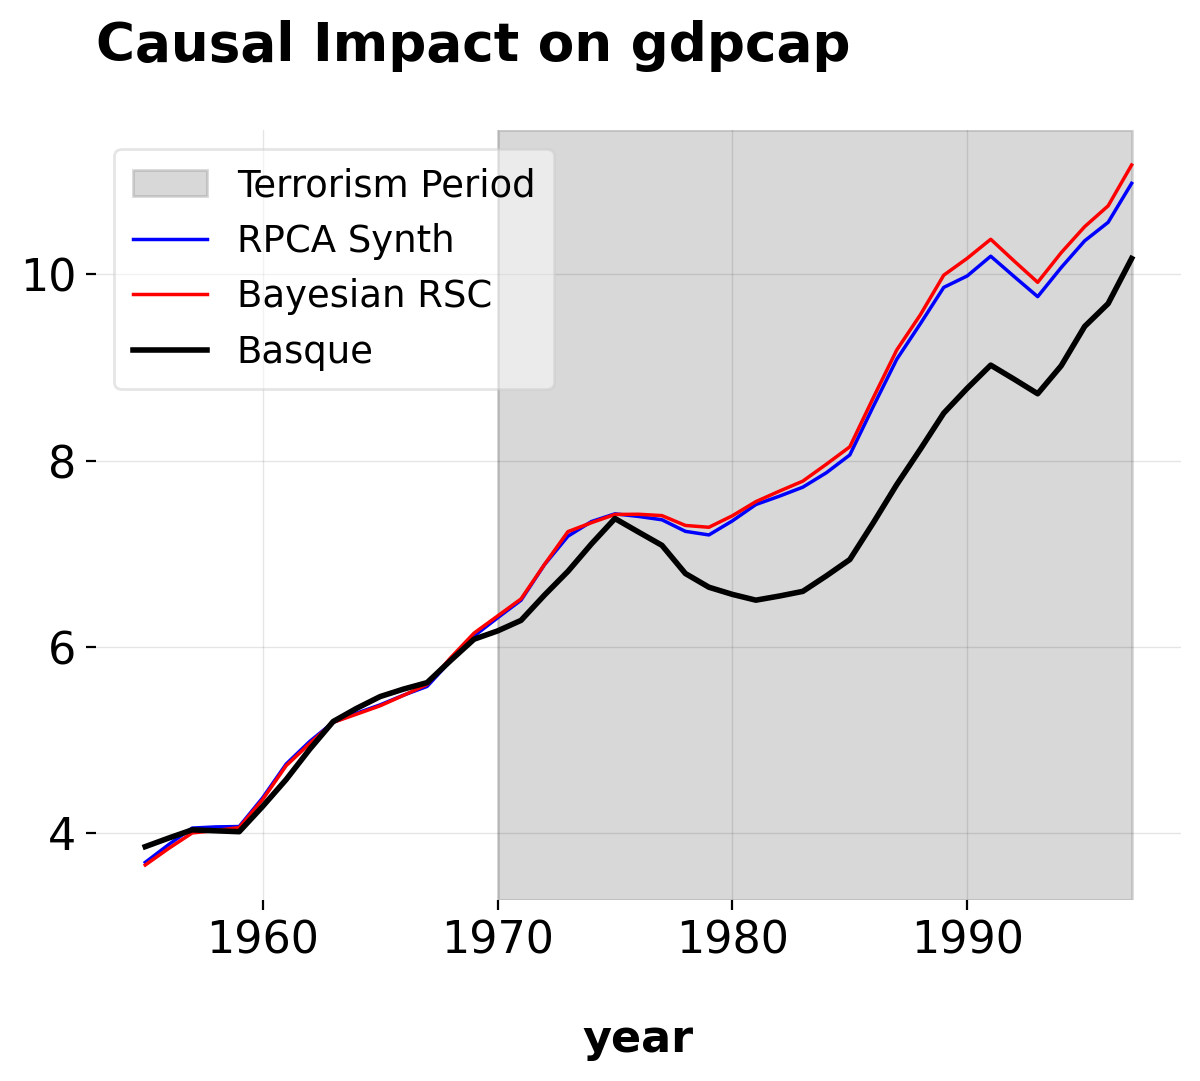 Causal Impact on gdpcap
Terrorism Period
RPCA Synth
Bayesian RSC
Basque
10
8
6
4
1960 1970 1980 1990
year